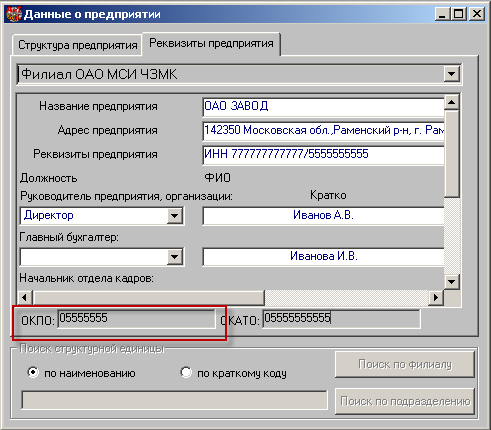 Данные о предприятии
Структура предприятия Реквизиты предприятия
Филиал ОАО МСИ ЧЗМК
Название предприятия ОАО ЗАВОД
Адрес предприятия 142350 Московская обл.,Раменский р-н, г. Рам
Реквизиты предприятия ИНН 777777777777/5555555555
Должность ФИО
Руководитель предприятия, организации: Кратко
Директор Иванов А.В.
Главный бухгалтер:
Иванова И.В.
Начальник отдела кадров:
ОКПО: 05555555 ОКАТО: 05555555555
Поиск структурной единицы
по наименованию по краткому коду Поиск по филиалу
Поиск по подразделению